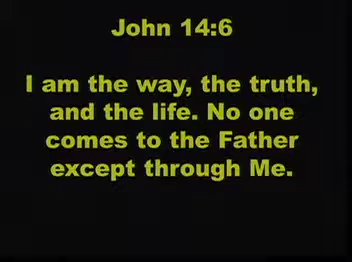 John 14:6
I am the way, the truth,
and the life. No one
comes to the Father
except through Me.